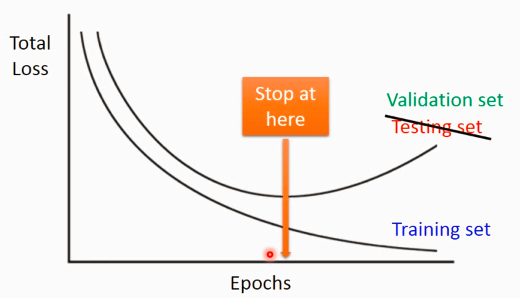 Total
Loss
Stop at
here
Validation set
Testing set
Training set
Epochs